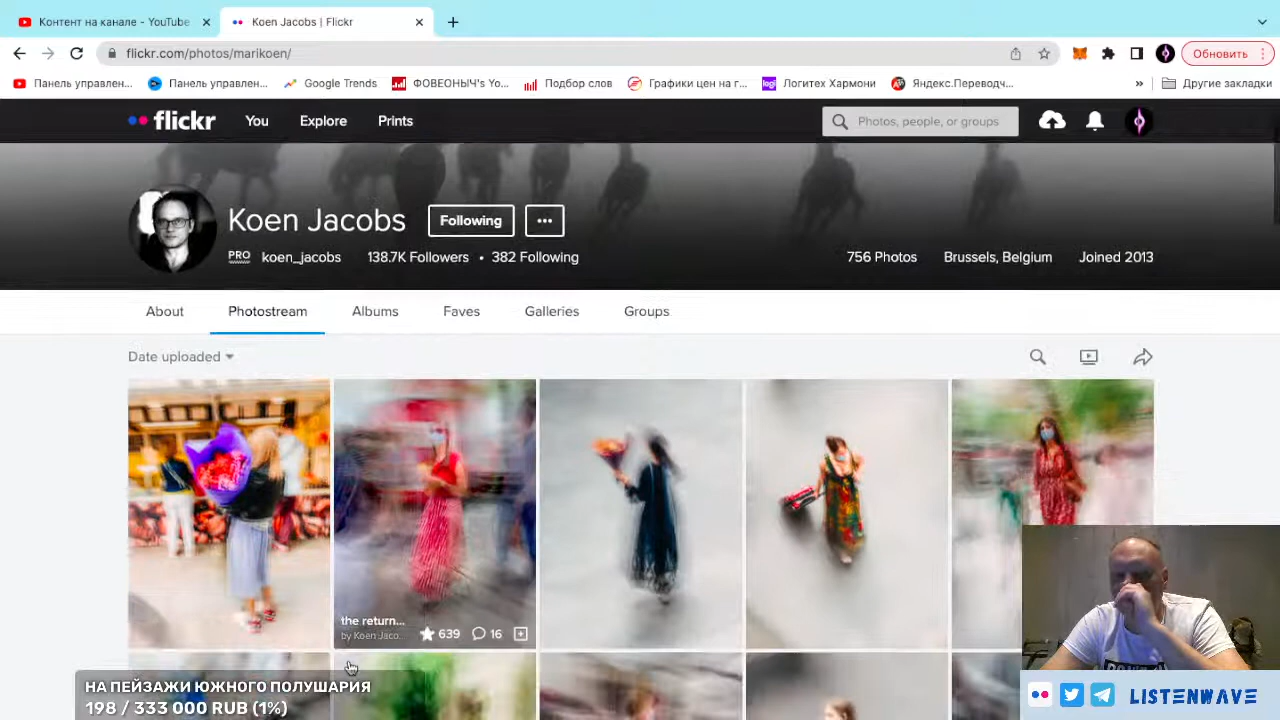 Контент на канале - YouTube
Koen Jacobs | Flickr
flickr.com/photos/marikoen/
Обновить
Панель управлен...
Панель управлен...
Google Trends
ФОВЕОНЫЧ's Yo...
Подбор слов
Графики цен на г...
Логитех Хармони
Яндекс.Переводч...
»
Другие закладки
flickr
You
Explore
Prints
Photos, people, or groups
Koen Jacobs
Following
PRO
koen_jacobs
138.7K Followers • 382 Following
756 Photos
Brussels, Belgium
Joined 2013
About
Photostream
Albums
Faves
Galleries
Groups
Date uploaded
the return...
by Koen Jaco...
639
16
НА ПЕЙЗАЖИ ЮЖНОГО ПОЛУШАРИЯ
198 / 333 000 RUB (1%)
LISTENWAVE